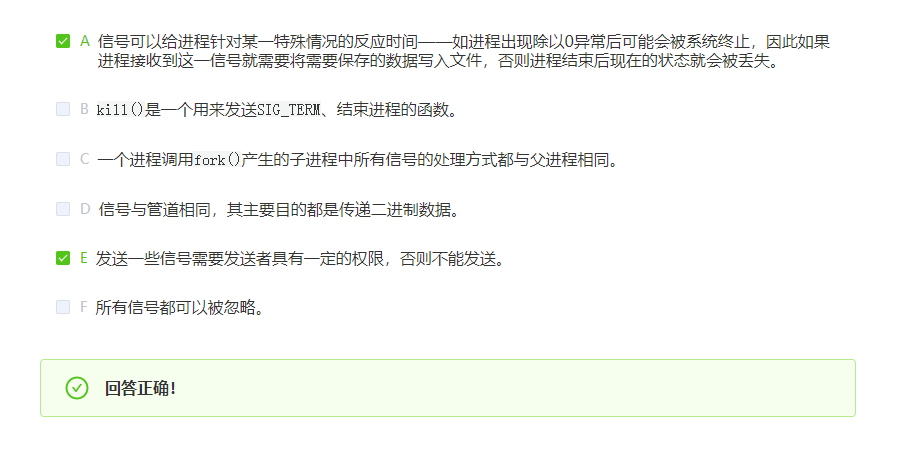 A 信号可以给进程针对某一特殊情况的反应时间——如进程出现除以0异常后可能会被系统终止，因此如果
进程接收到这一信号就需要将需要保存的数据写入文件，否则进程结束后现在的状态就会被丢失。
B kill()是一个用来发送SIG_TERM、结束进程的函数。
C 一个进程调用fork()产生的子进程中所有信号的处理方式都与父进程相同。
D 信号与管道相同，其主要目的都是传递二进制数据。
E 发送一些信号需要发送者具有一定的权限，否则不能发送。
F 所有信号都可以被忽略。
回答正确!